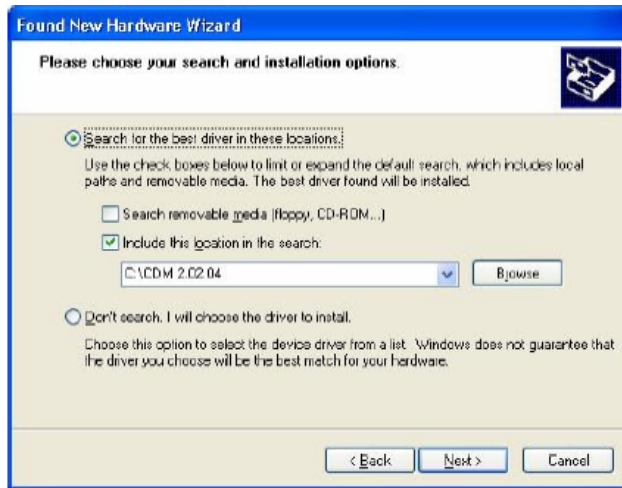 Found New Hardware Wizard
Please choose your search and installation options.
Search for the best driver in these locations.
Use the check boxes below to limit or expand the default search, which includes local
paths and removable media. The best driver found will be installed.
Search removable media (floppy, CD-ROM...)
Include this location in the search:
C:\CDM 2.02.04
Browse
Don't search. I will choose the driver to install.
Choose this option to select the device driver from a list. Windows does not guarantee that
the driver you choose will be the best match for your hardware.
< Back
Next >
Cancel